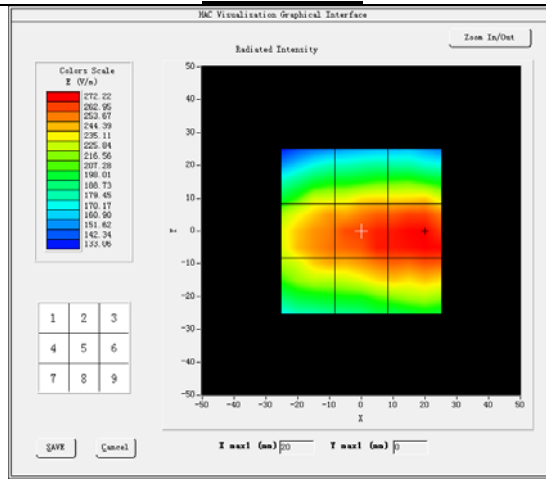 HAC Visualization Graphical Interface
Zoom In/Out
Radiated Intensity
Colors Scale
E (V/m)
272.22
262.95
253.67
244.39
235.11
225.84
216.56
207.28
198.01
188.73
179.45
170.17
160.90
151.62
142.34
133.06
50
40
30
20
10
0
-10
-20
-30
-40
-50
Y
-50 -40 -30 -20 -10 0 10 20 30 40 50
X
1 2 3
4 5 6
7 8 9
SAVE
Cancel
X max1 (mm) 20
Y max1 (mm) 0